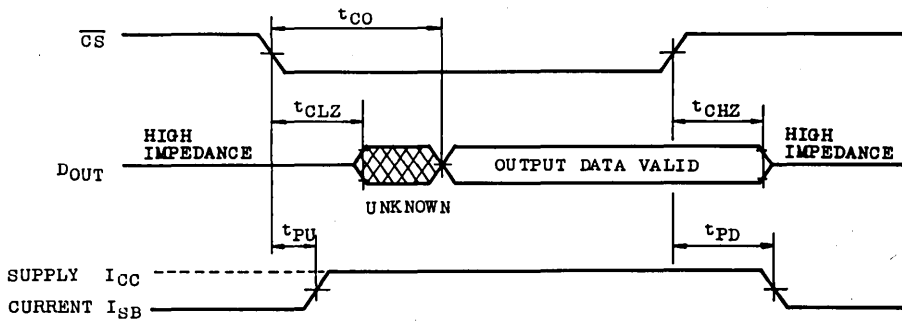 tCO
CS
tCLZ
tCHZ
HIGH
IMPEDANCE
HIGH
IMPEDANCE
DOUT
OUTPUT DATA VALID
UNKNOWN
tPU
tPD
SUPPLY ICC
CURRENT ISB